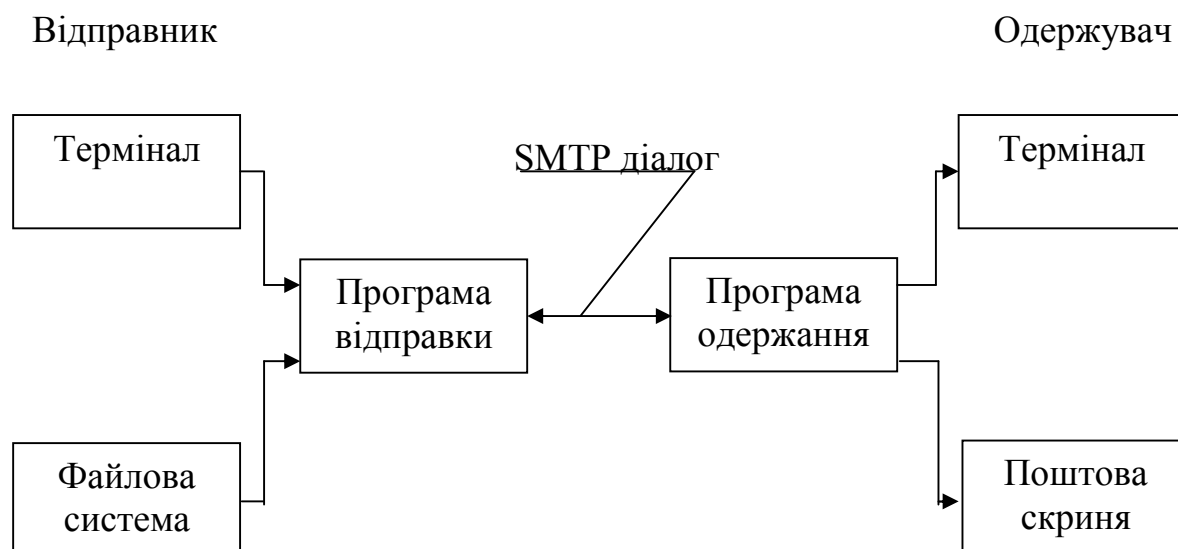 Відправник
Одержувач
Термінал
SMTP діалог
Термінал
Програма
відправки
Програма
одержання
Файлова
система
Поштова
скриня